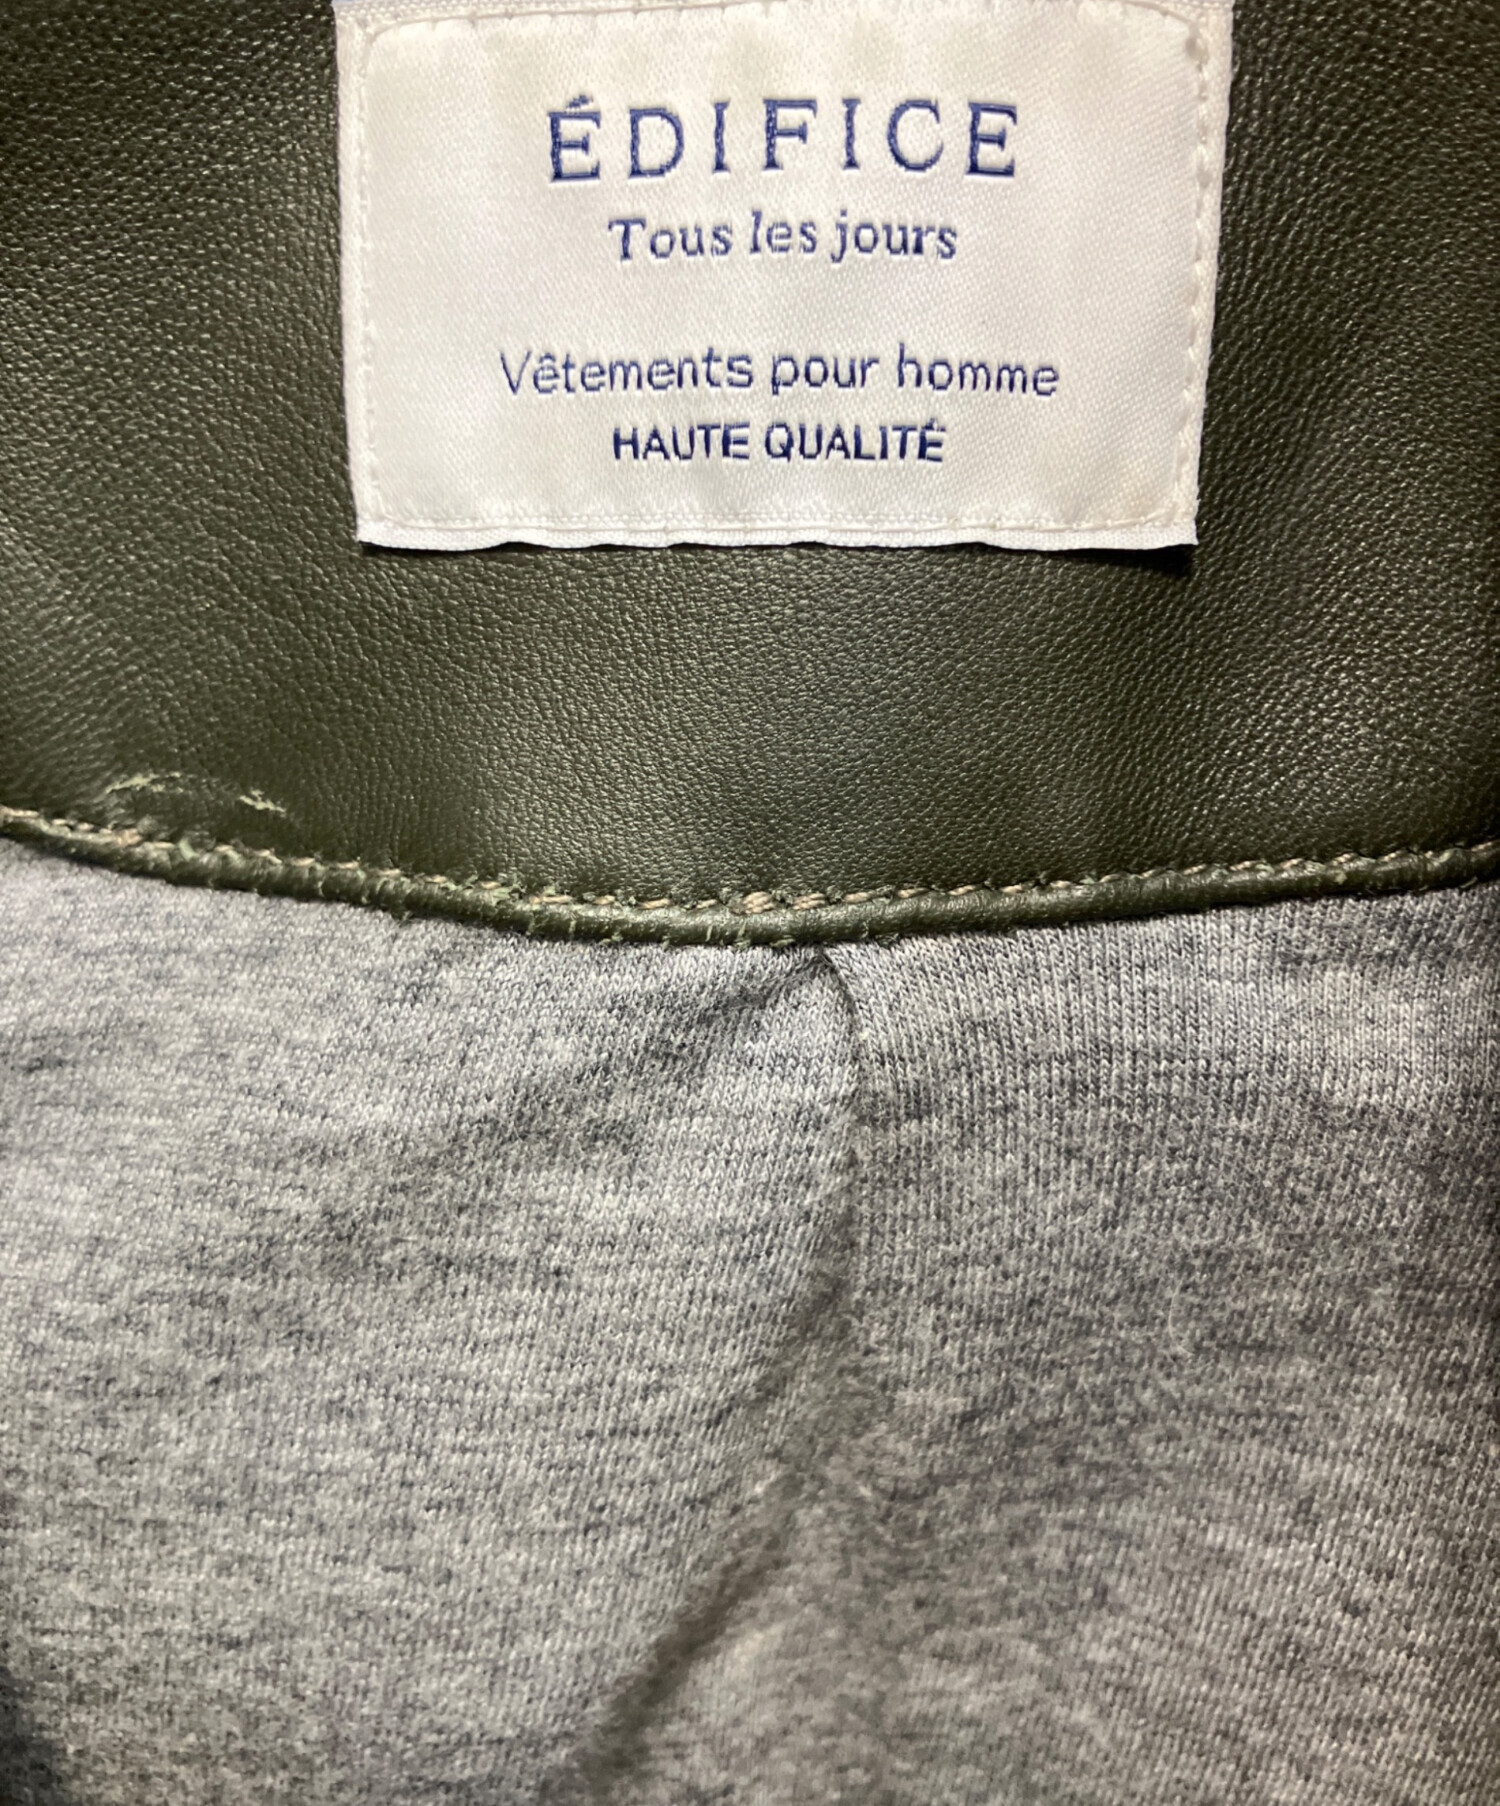 ÉDIFICE
Tous les jours
Vêtements pour homme
HAUTE QUALITÉ